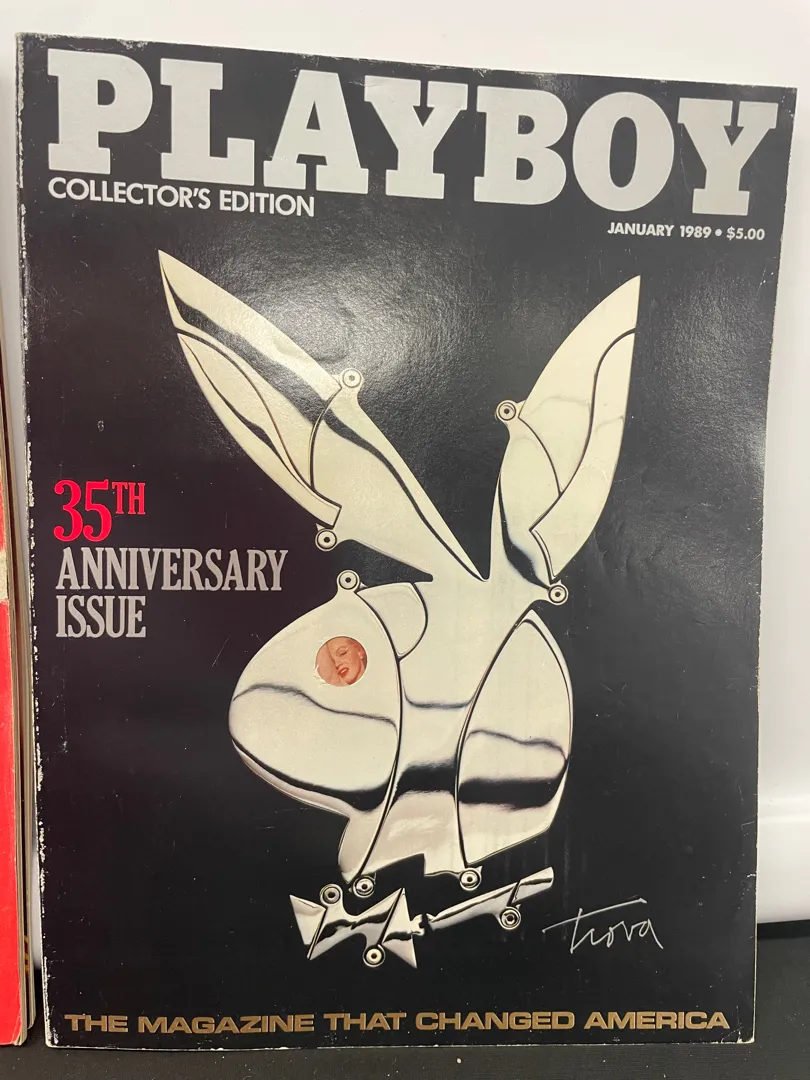 PLAYBOY
COLLECTOR'S EDITION
JANUARY 1989 • $5.00
35TH
ANNIVERSARY
ISSUE
trova
THE MAGAZINE THAT CHANGED AMERICA